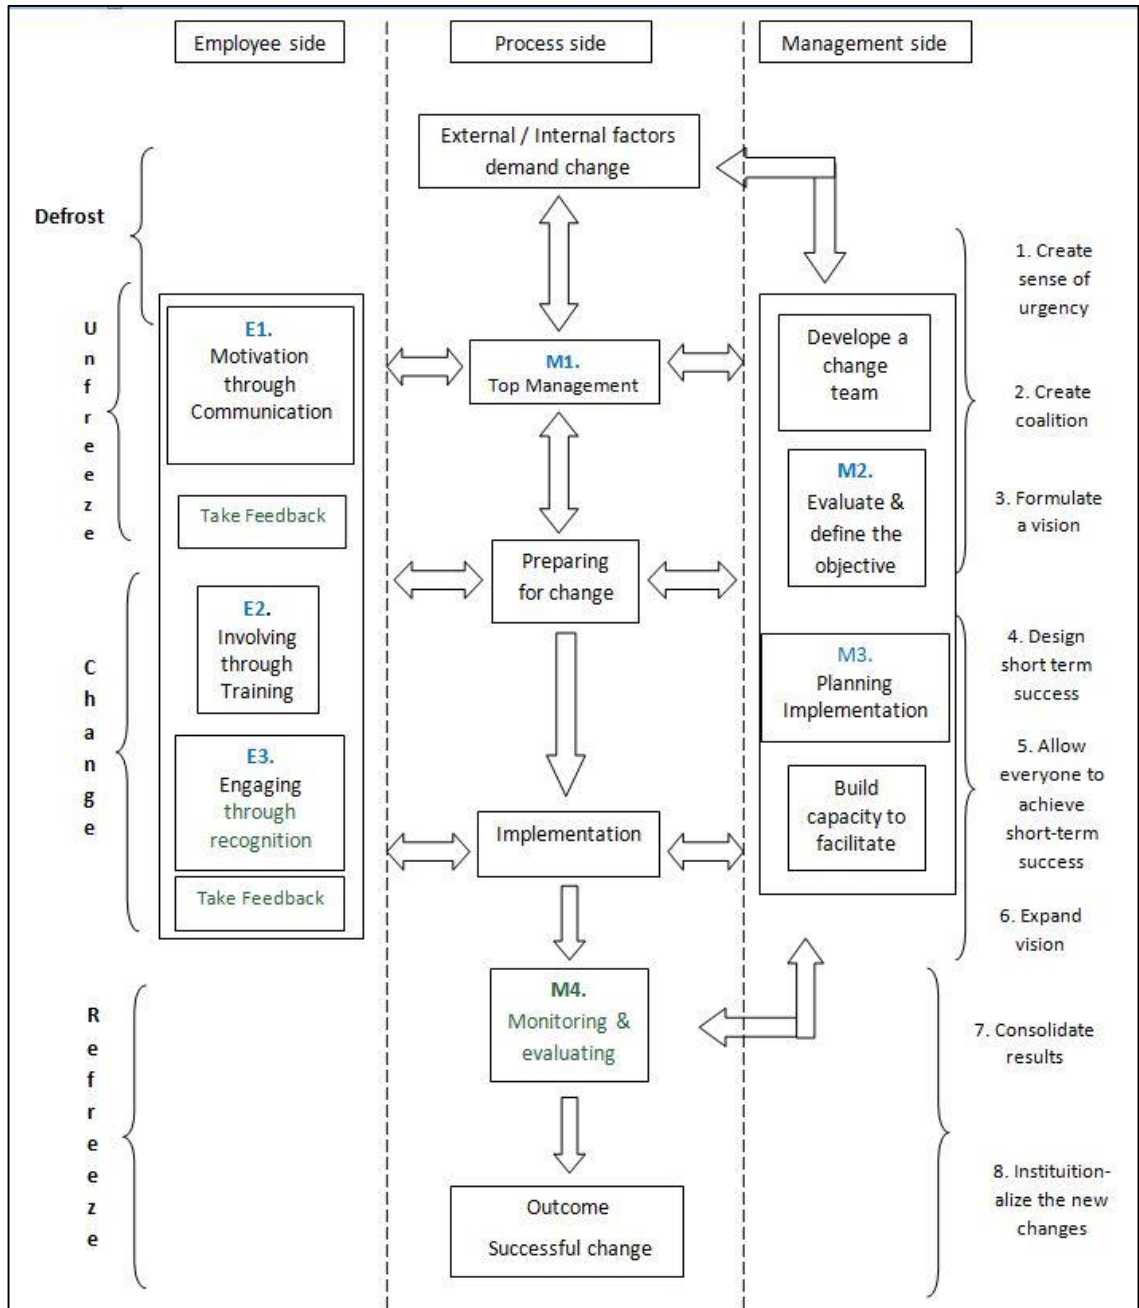 Employee side
Process side
Management side
External / Internal factors
demand change
Defrost
Unfreeze
E1.
Motivation
through
Communication
Take Feedback
M1.
Top Management
Develope a
change
team
M2.
Evaluate &
define the
objective
1. Create
sense of
urgency
2. Create
coalition
3. Formulate
a vision
Preparing
for change
Change
E2.
Involving
through
Training
E3.
Engaging
through
recognition
Take Feedback
Implementation
M3.
Planning
Implementation
Build
capacity to
facilitate
4. Design
short term
success
5. Allow
everyone to
achieve
short-term
success
6. Expand
vision
Refreeze
M4.
Monitoring &
evaluating
7. Consolidate
results
Outcome
Successful change
8. Instituition-
alize the new
changes